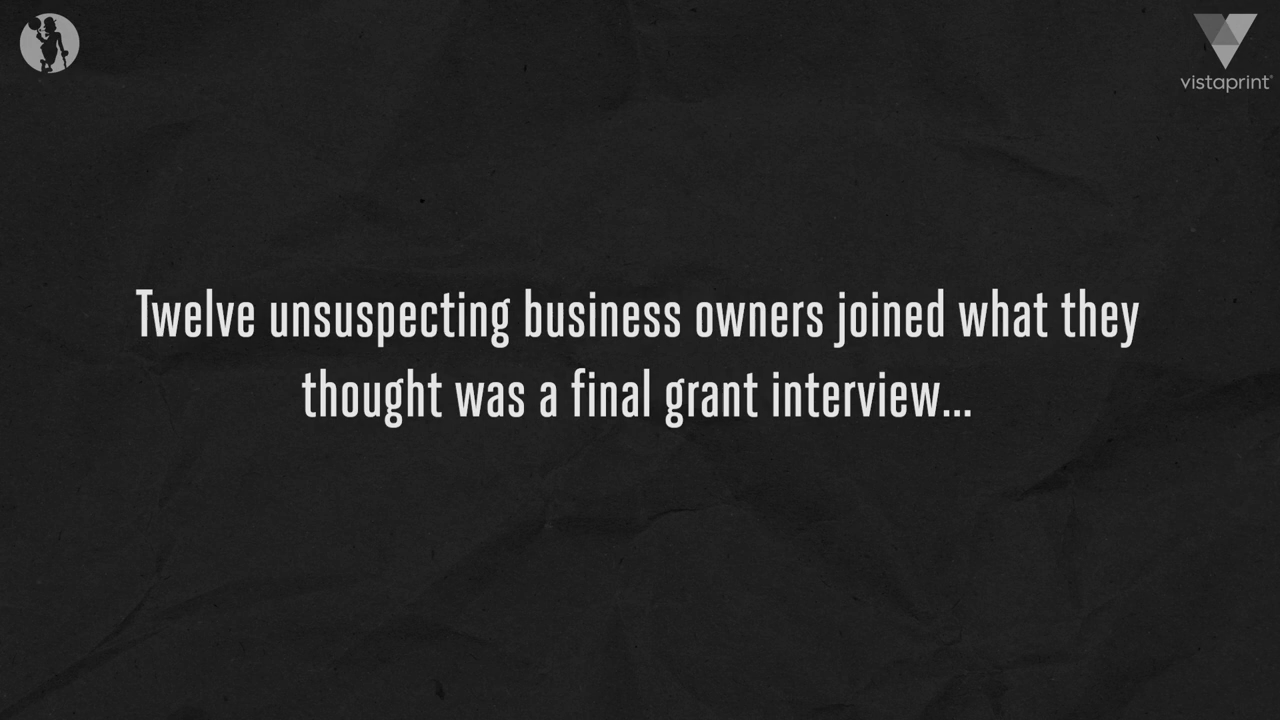 vistaprint®
Twelve unsuspecting business owners joined what they
thought was a final grant interview...